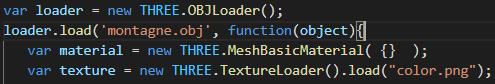 var loader = new THREE.OBJLoader();
loader.load('montagne.obj', function(object){
    var material = new THREE.MeshBasicMaterial( {}  );
    var texture = new THREE.TextureLoader().load("color.png");